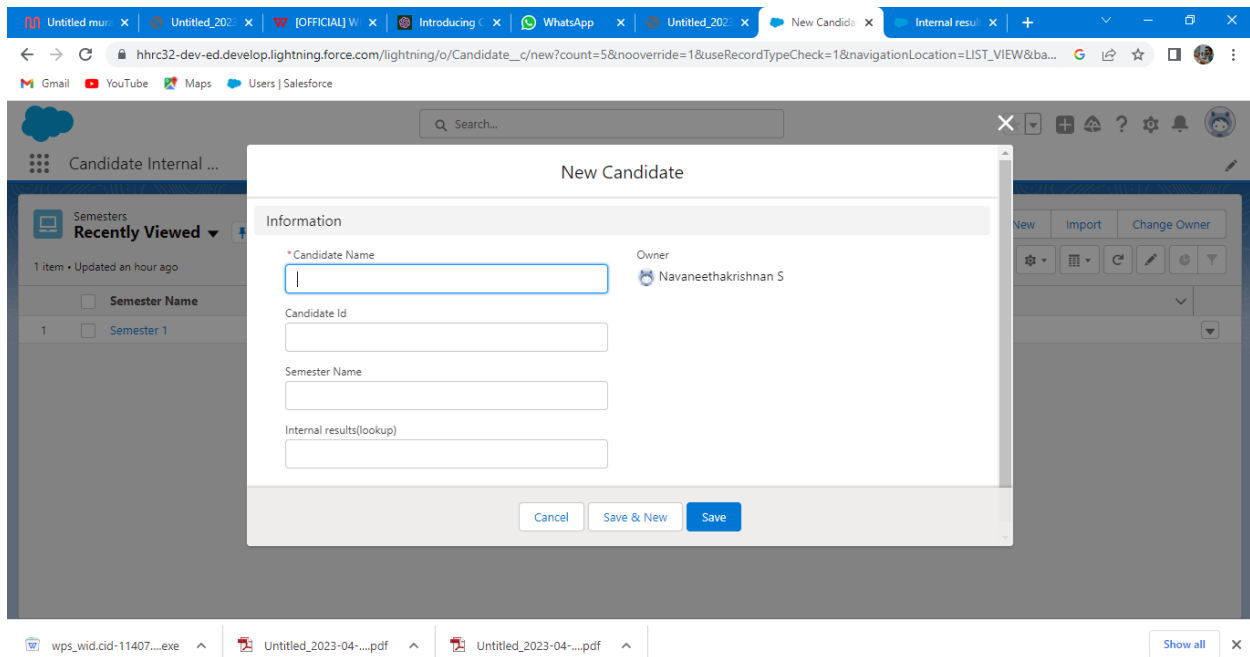 Untitled mura
Untitled_2023
[OFFICIAL] W
Introducing C
WhatsApp
Untitled_2023
New Candida
Internal resul
hhrc32-dev-ed.develop.lightning.force.com/lightning/o/Candidate__c/new?count=5&nooverride=1&useRecordTypeCheck=1&navigationLocation=LIST_VIEW&ba...
Gmail
YouTube
Maps
Users | Salesforce
Search...
Candidate Internal ...
New Candidate
Semesters
Recently Viewed
New
Import
Change Owner
Information
* Candidate Name
Owner
Navaneethakrishnan S
1 item • Updated an hour ago
Semester Name
Candidate Id
1
Semester 1
Semester Name
Internal results(lookup)
Cancel
Save & New
Save
wps_wid.cid-11407....exe
Untitled_2023-04-....pdf
Untitled_2023-04-....pdf
Show all